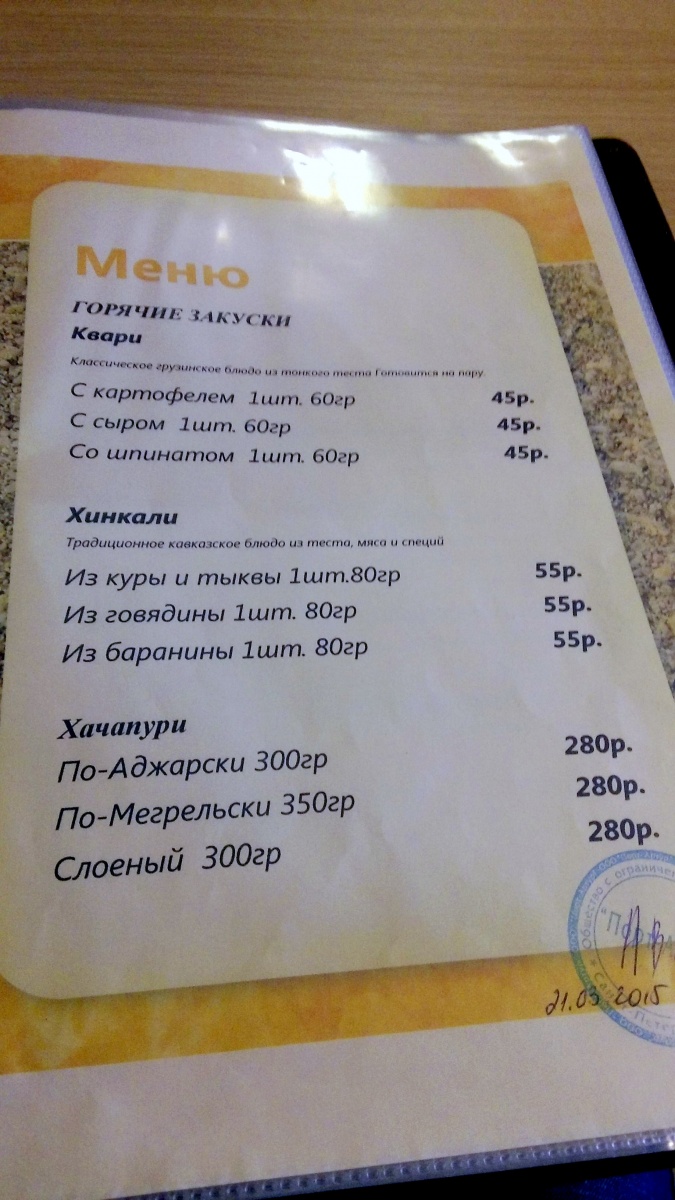 Меню
ГОРЯЧИЕ ЗАКУСКИ
Квари
Классическое грузинское блюдо из тонкого теста Готовится на пару.
С картофелем 1шт. 60гр 45р.
С сыром 1шт. 60гр 45р.
Со шпинатом 1шт. 60гр 45р.
Хинкали
Традиционное кавказское блюдо из теста, мяса и специй
Из куры и тыквы 1шт.80гр 55р.
Из говядины 1шт. 80гр 55р.
Из баранины 1шт. 80гр 55р.
Хачапури
По-Аджарски 300гр 280р.
По-Мегрельски 350гр 280р.
Слоеный 300гр 280р.
Общество с
21.03 2015